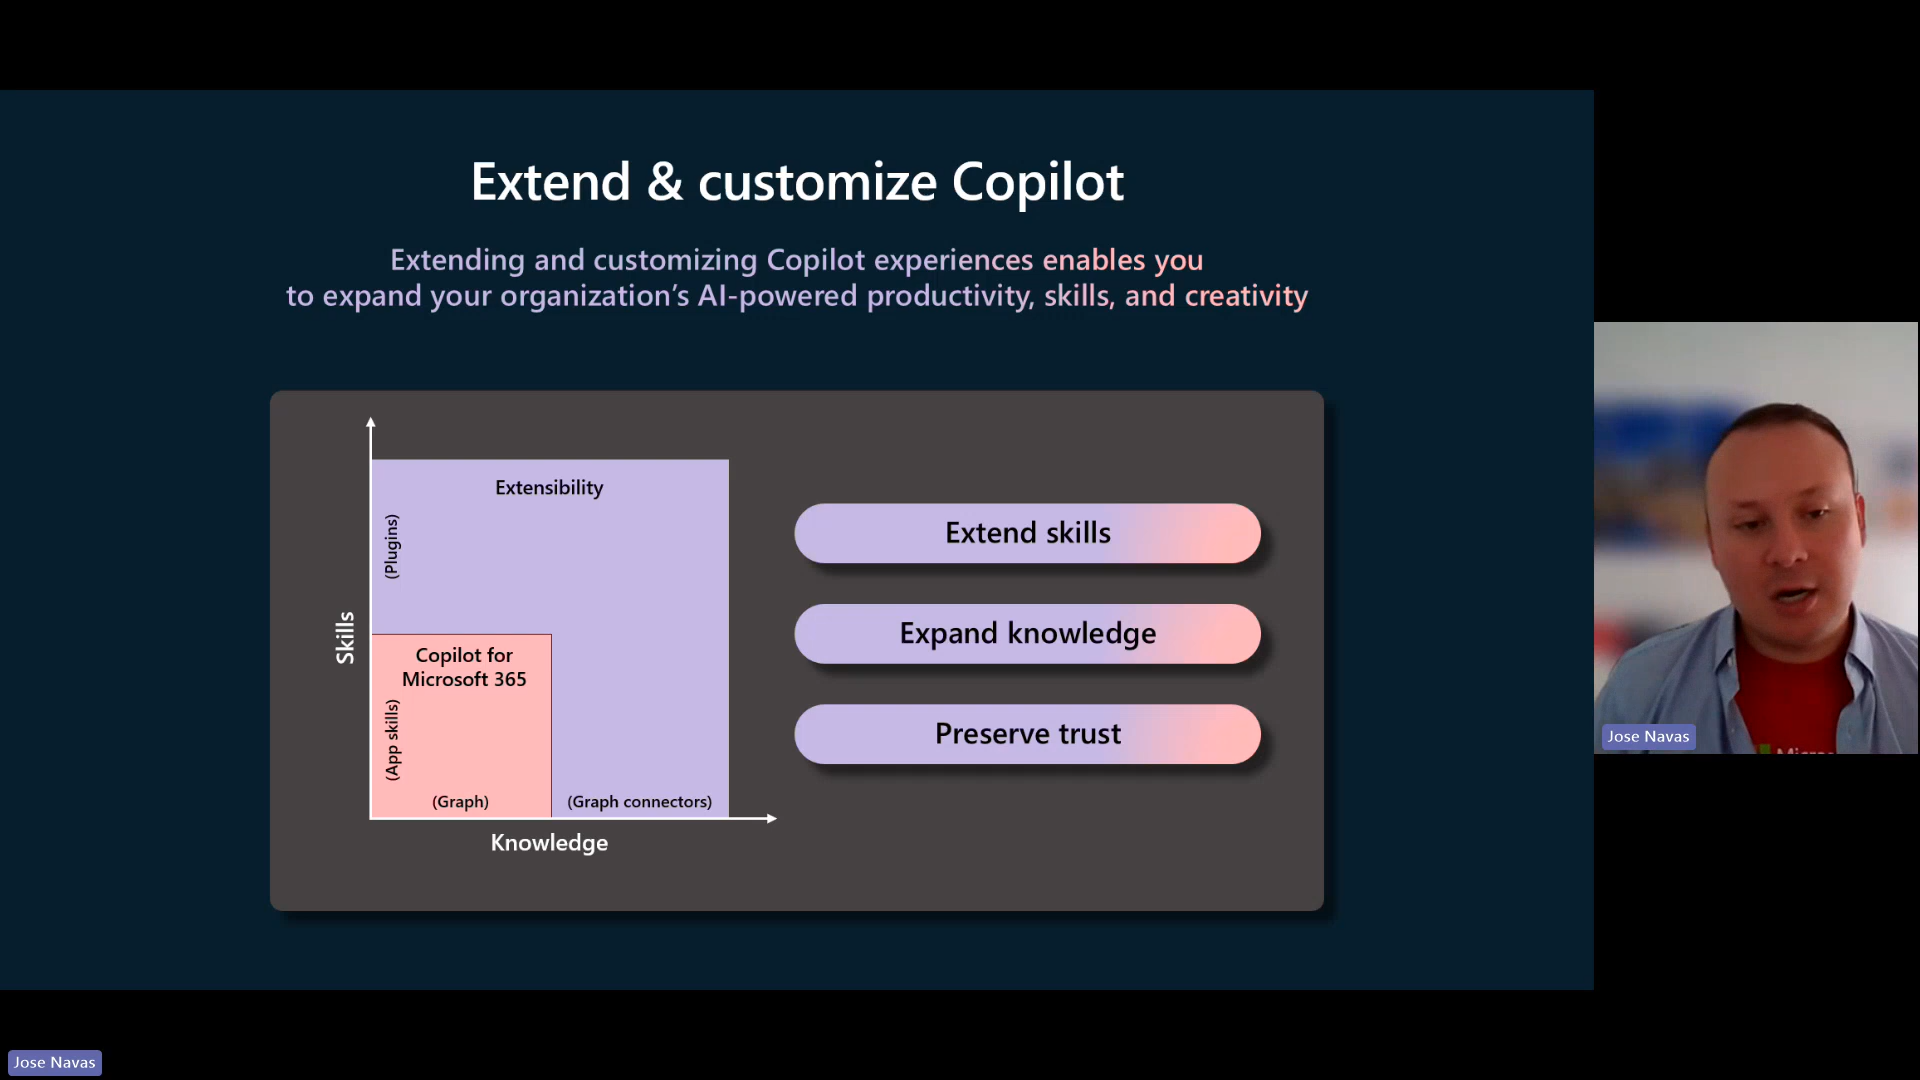 Extend & customize Copilot
Extending and customizing Copilot experiences enables you
to expand your organization’s AI-powered productivity, skills, and creativity
Extensibility
(Plugins)
Skills
Copilot for
Microsoft 365
(App skills)
(Graph)
(Graph connectors)
Knowledge
Extend skills
Expand knowledge
Preserve trust
Jose Navas
Jose Navas